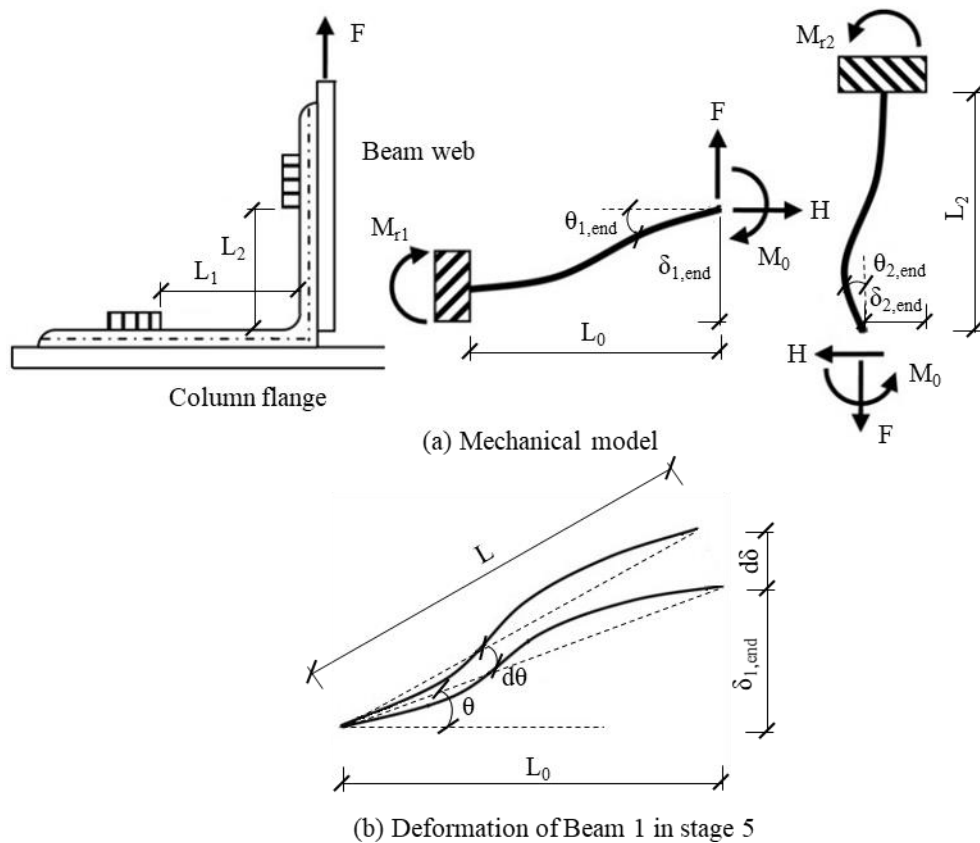 F
Beam web
L₂
L₁
Column flange
Mr1
θ1,end
F
H
M₀
δ1,end
L₀
Mr2
L₂
θ2,end
δ2,end
H
M₀
F
(a) Mechanical model
L
dδ
dθ
θ
δ1,end
L₀
(b) Deformation of Beam 1 in stage 5